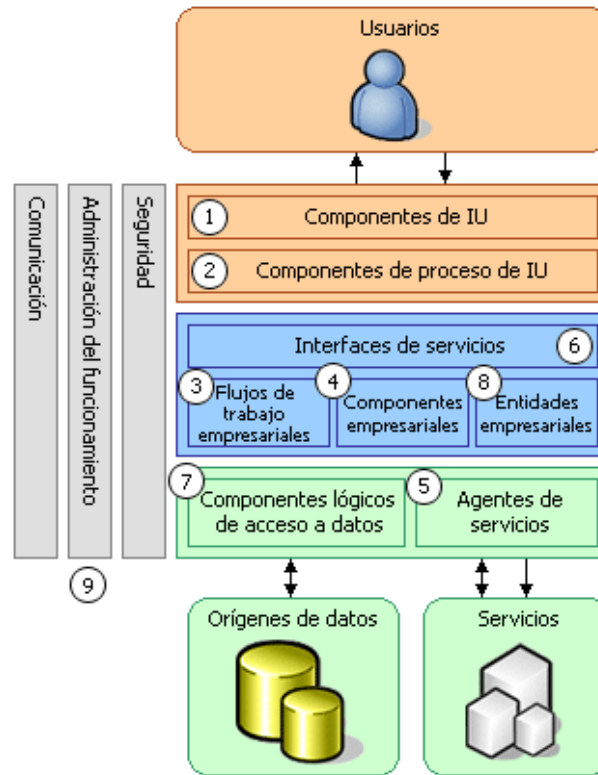 Usuarios
Comunicación
Administración del funcionamiento
Seguridad
1
Componentes de IU
2
Componentes de proceso de IU
Interfaces de servicios
6
3
Flujos de
trabajo
empresariales
4
Componentes
empresariales
8
Entidades
empresariales
7
Componentes lógicos
de acceso a datos
5
Agentes de
servicios
9
Orígenes de datos
Servicios